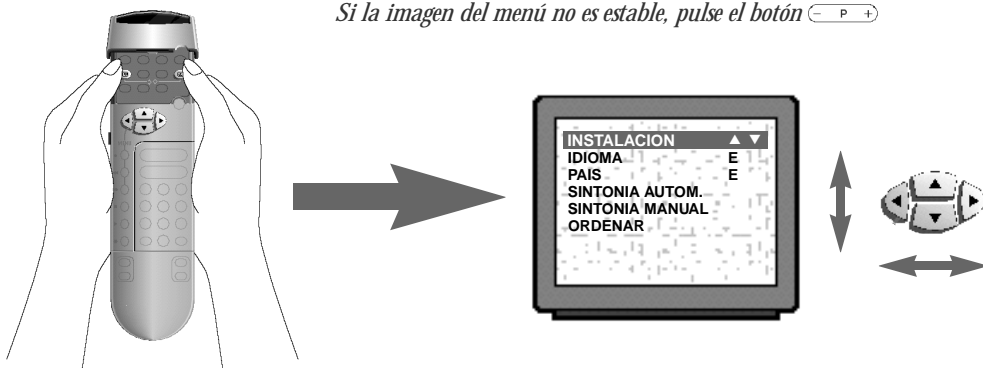 Si la imagen del menú no es estable, pulse el botón - P +
INSTALACION ▲ ▼
IDIOMA E
PAIS E
SINTONIA AUTOM.
SINTONIA MANUAL
ORDENAR